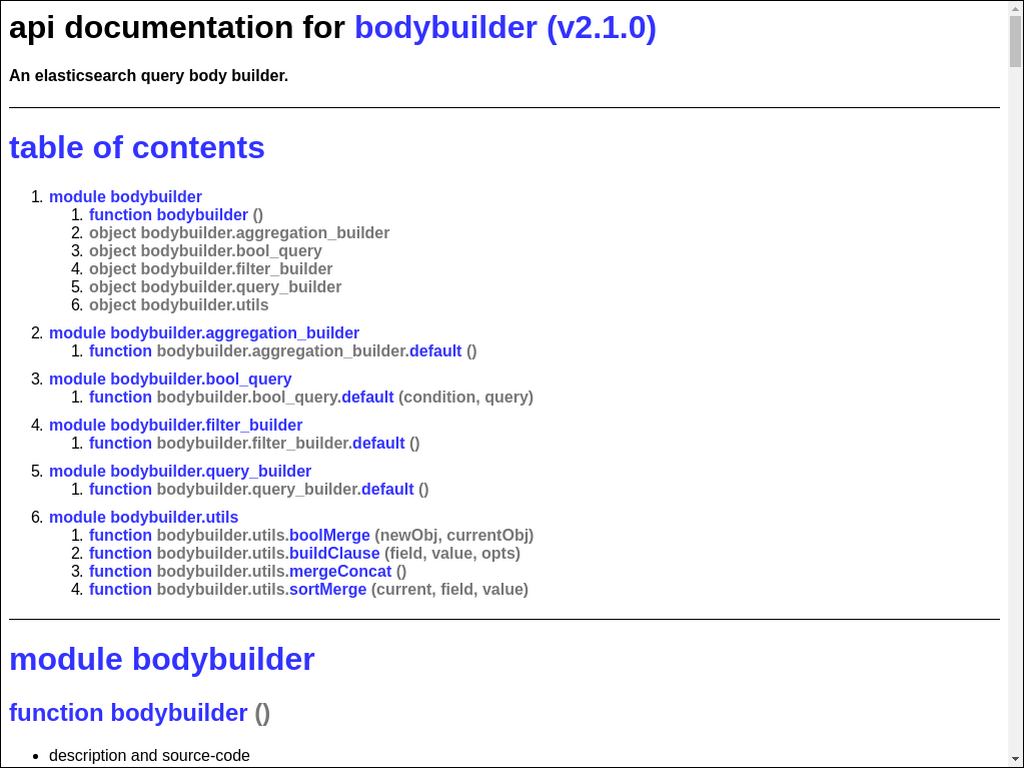 api documentation for bodybuilder (v2.1.0)
An elasticsearch query body builder.
table of contents
1. module bodybuilder
1. function bodybuilder ()
2. object bodybuilder.aggregation_builder
3. object bodybuilder.bool_query
4. object bodybuilder.filter_builder
5. object bodybuilder.query_builder
6. object bodybuilder.utils
2. module bodybuilder.aggregation_builder
1. function bodybuilder.aggregation_builder.default ()
3. module bodybuilder.bool_query
1. function bodybuilder.bool_query.default (condition, query)
4. module bodybuilder.filter_builder
1. function bodybuilder.filter_builder.default ()
5. module bodybuilder.query_builder
1. function bodybuilder.query_builder.default ()
6. module bodybuilder.utils
1. function bodybuilder.utils.boolMerge (newObj, currentObj)
2. function bodybuilder.utils.buildClause (field, value, opts)
3. function bodybuilder.utils.mergeConcat ()
4. function bodybuilder.utils.sortMerge (current, field, value)
module bodybuilder
function bodybuilder ()
• description and source-code